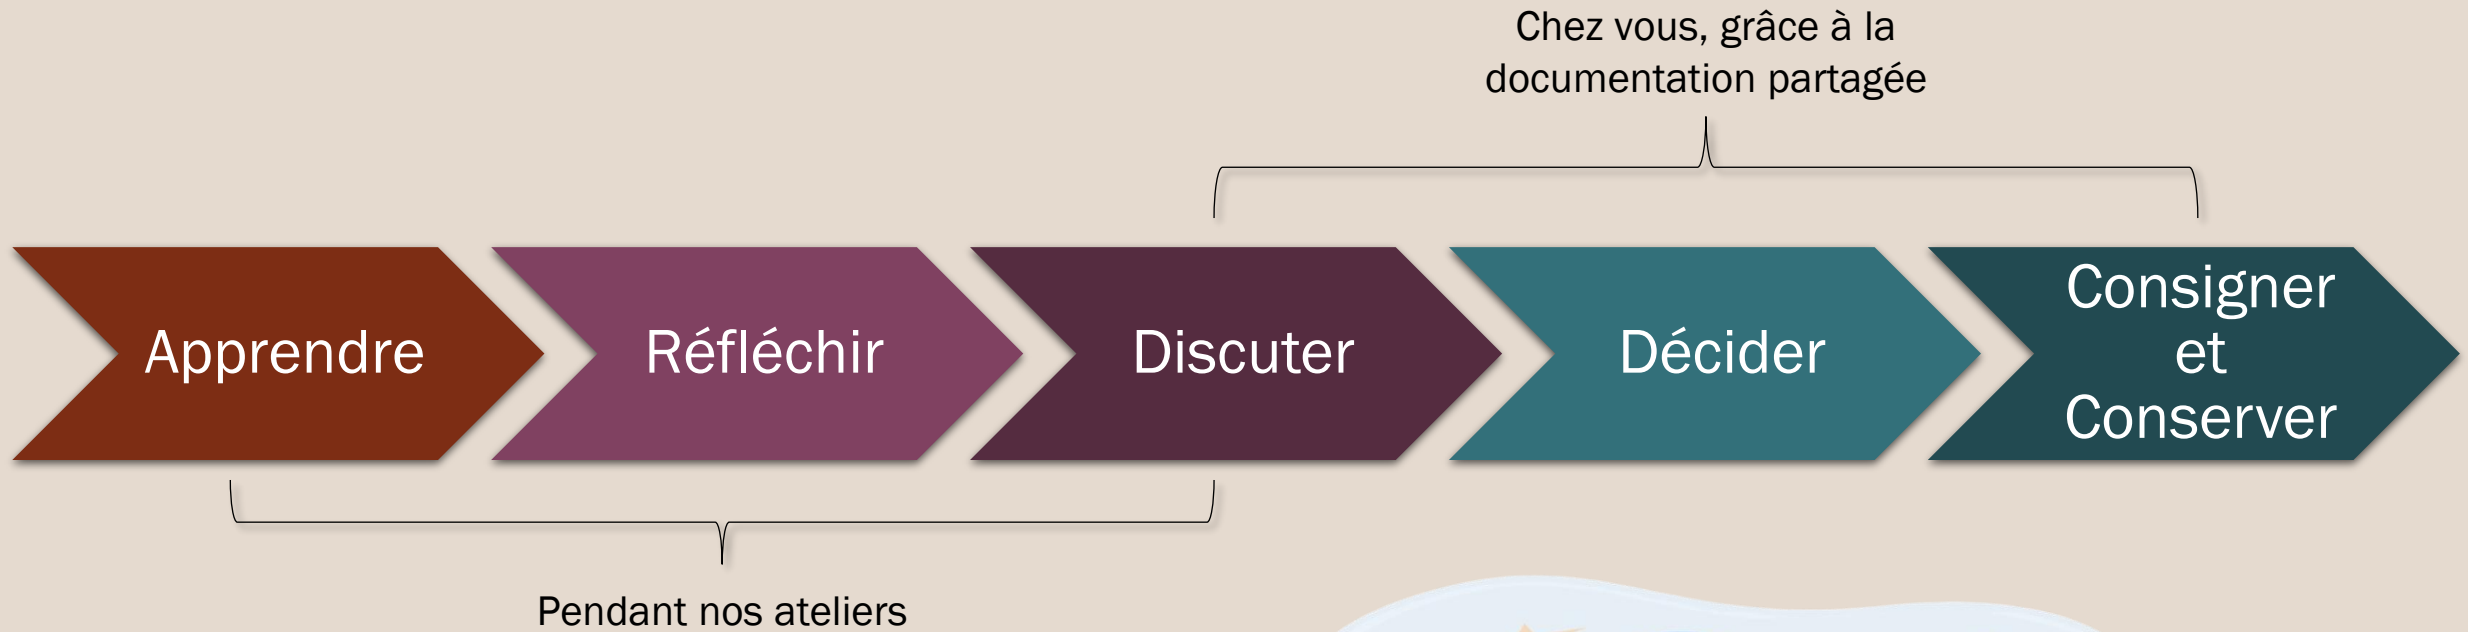 Chez vous, grâce à la
documentation partagée
Apprendre
Réfléchir
Discuter
Décider
Consigner
et
Conserver
Pendant nos ateliers